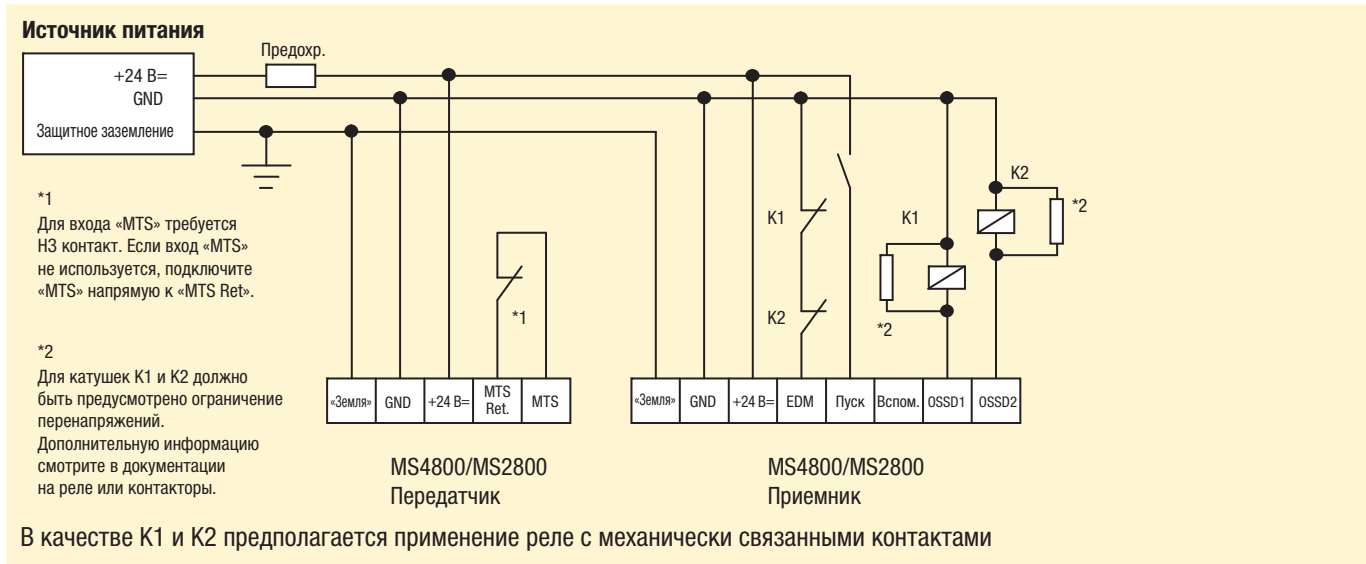 Источник питания
Предохр.
+24 В=
GND
Защитное заземление
*1
Для входа «MTS» требуется
НЗ контакт. Если вход «MTS»
не используется, подключите
«MTS» напрямую к «MTS Ret».
*2
Для катушек K1 и K2 должно
быть предусмотрено ограничение
перенапряжений.
Дополнительную информацию
смотрите в документации
на реле или контакторы.
*1
K1
K2
K1
*2
K2
*2
«Земля» GND +24 В= MTS Ret. MTS
«Земля» GND +24 В= EDM Пуск Вспом. OSSD1 OSSD2
MS4800/MS2800
Передатчик
MS4800/MS2800
Приемник
В качестве K1 и K2 предполагается применение реле с механически связанными контактами